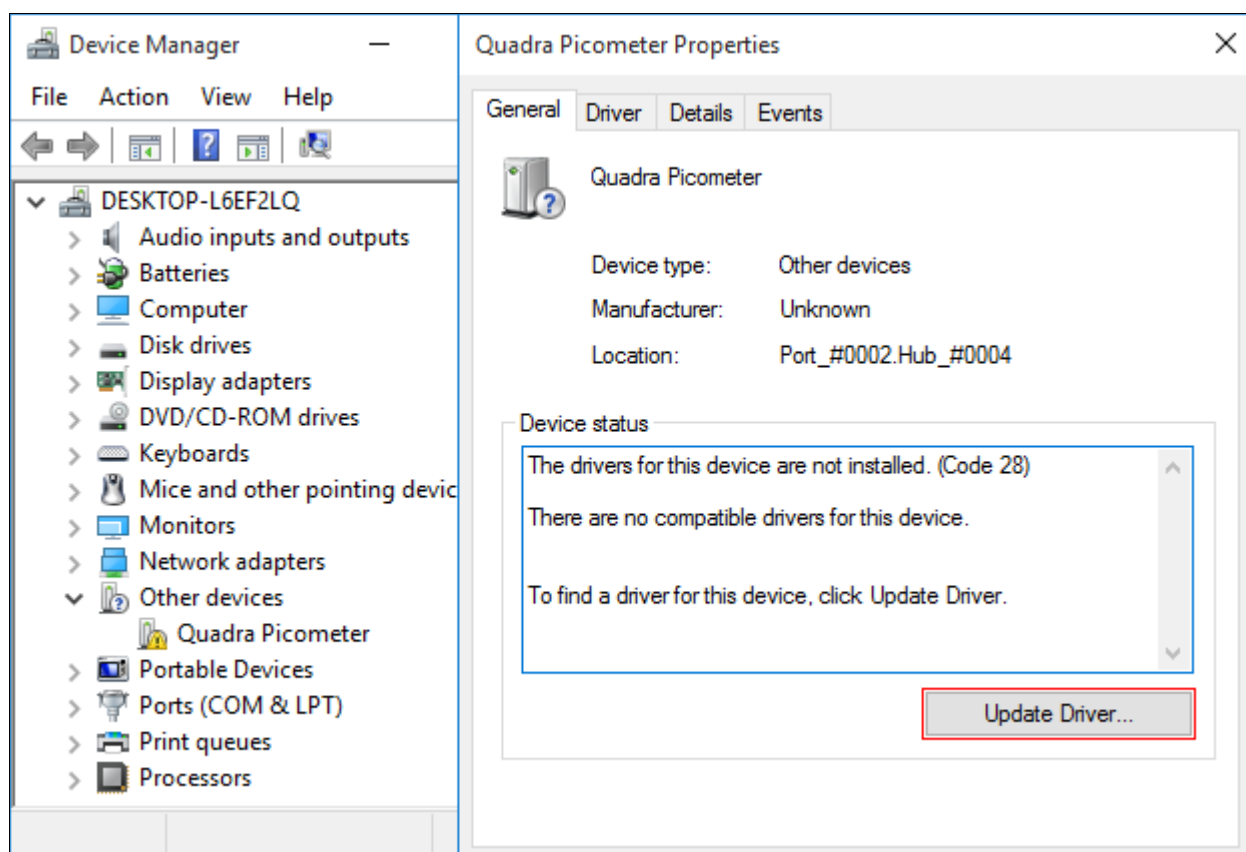 Device Manager
File Action View Help
DESKTOP-L6EF2LQ
Audio inputs and outputs
Batteries
Computer
Disk drives
Display adapters
DVD/CD-ROM drives
Keyboards
Mice and other pointing devic
Monitors
Network adapters
Other devices
Quadra Picometer
Portable Devices
Ports (COM & LPT)
Print queues
Processors
Quadra Picometer Properties
General Driver Details Events
Quadra Picometer
Device type: Other devices
Manufacturer: Unknown
Location: Port_#0002.Hub_#0004
Device status
The drivers for this device are not installed. (Code 28)
There are no compatible drivers for this device.
To find a driver for this device, click Update Driver.
Update Driver...